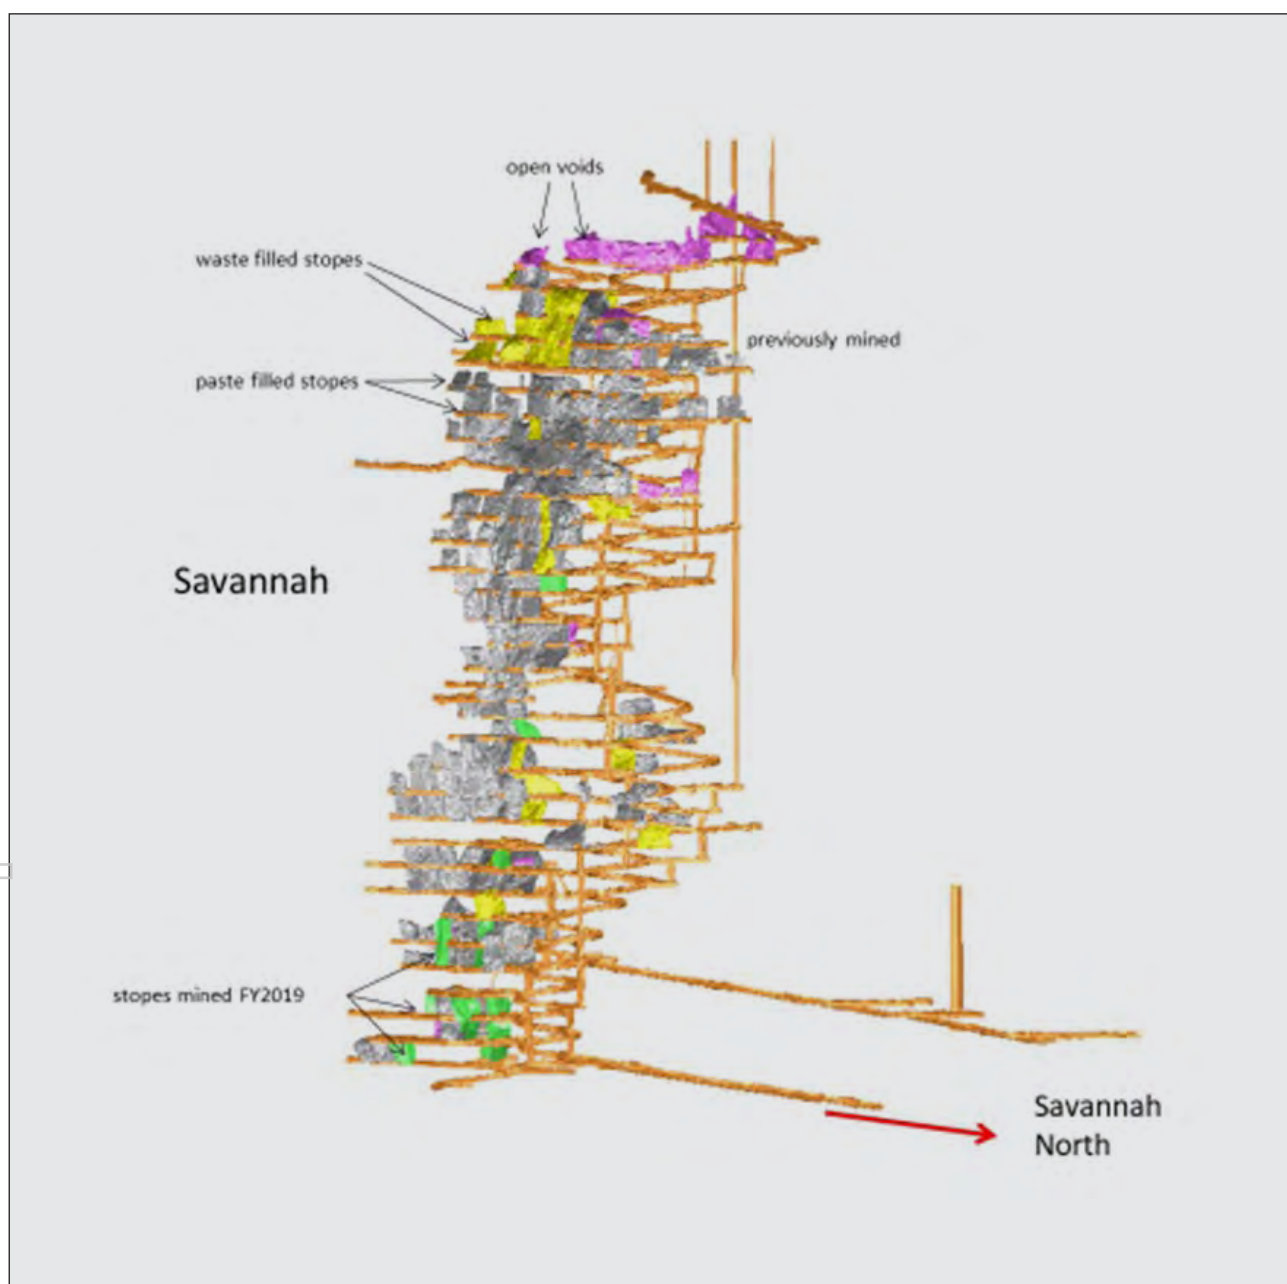 open voids
waste filled stopes
previously mined
paste filled stopes
Savannah
stopes mined FY2019
Savannah
North